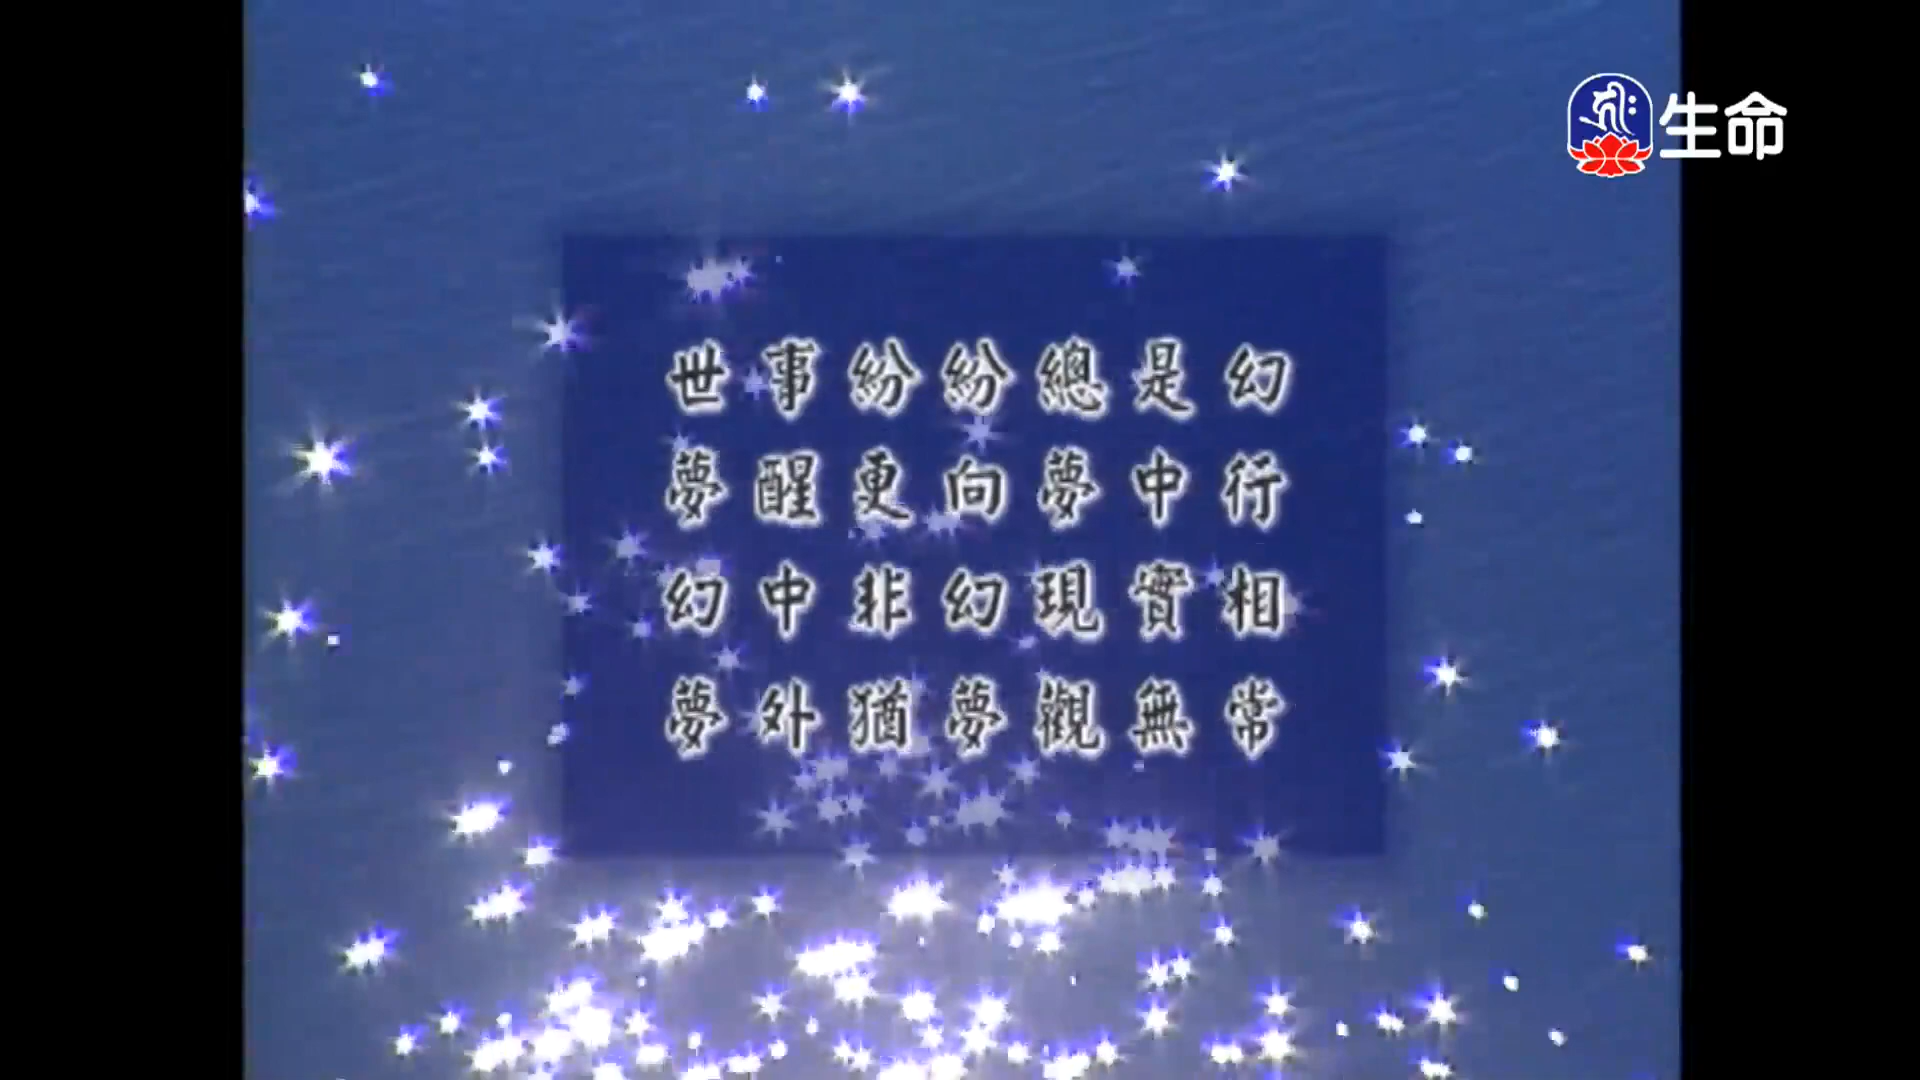 生命
世事紛紛總是幻
夢醒更向夢中行
幻中非幻現實相
夢外猶夢觀無常